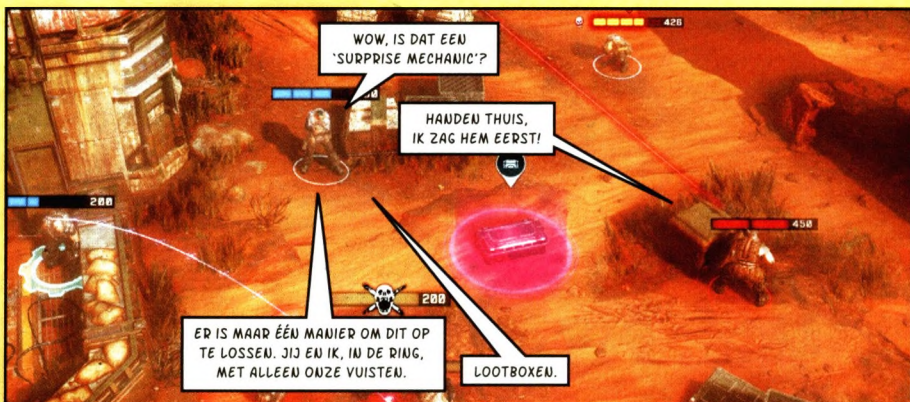 426
WOW, IS DAT EEN
'SURPRISE MECHANIC'?
HANDEN THUIS,
IK ZAG HEM EERST!
200
450
200
ER IS MAAR ÉÉN MANIER OM DIT OP
TE LOSSEN. JIJ EN IK, IN DE RING,
MET ALLEEN ONZE VUISTEN.
LOOTBOXEN.